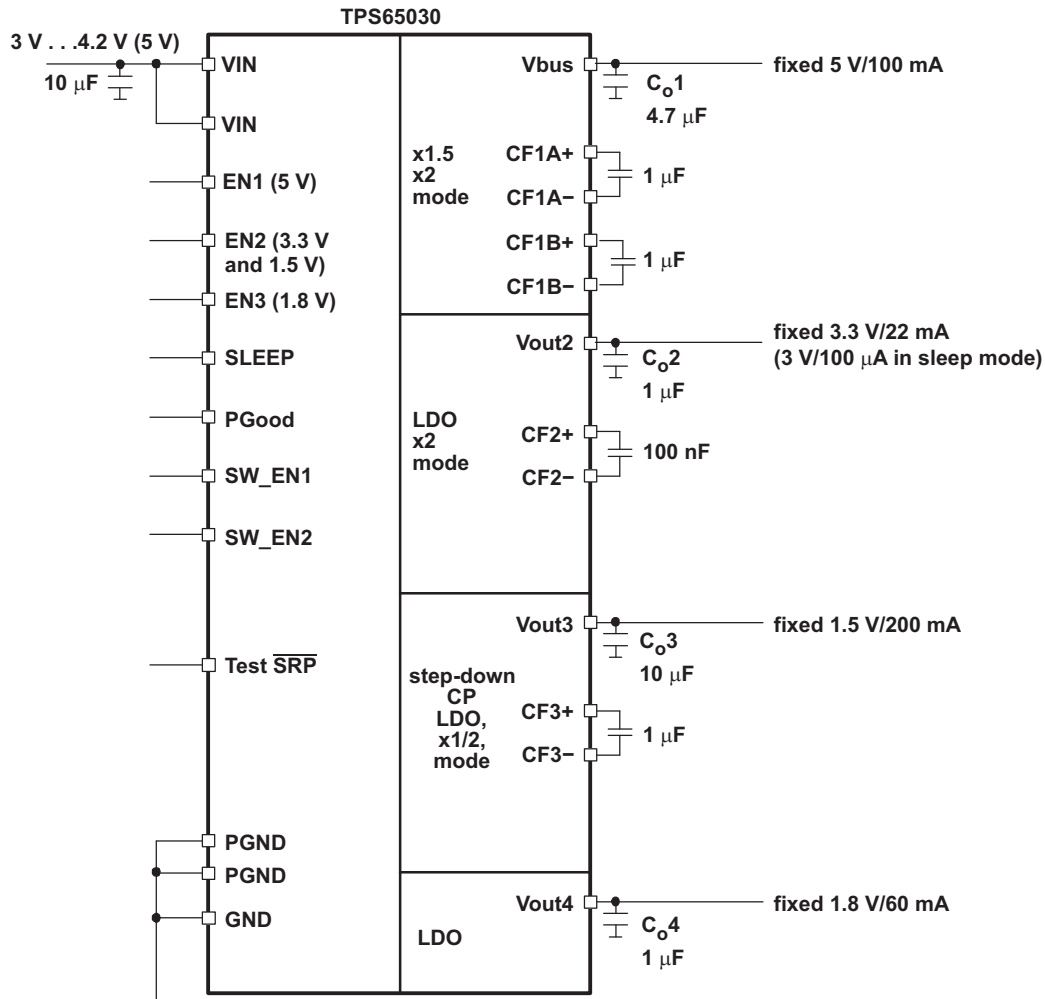 TPS65030
3 V . . .4.2 V (5 V)
10 μF
VIN
VIN
EN1 (5 V)
EN2 (3.3 V
and 1.5 V)
EN3 (1.8 V)
SLEEP
PGood
SW_EN1
SW_EN2
Test SRP
PGND
PGND
GND
x1.5
x2
mode
Vbus
CF1A+
CF1A−
CF1B+
CF1B−
Co1
4.7 μF
fixed 5 V/100 mA
1 μF
1 μF
LDO
x2
mode
Vout2
CF2+
CF2−
Co2
1 μF
fixed 3.3 V/22 mA
(3 V/100 μA in sleep mode)
100 nF
step-down
CP
LDO,
x1/2,
mode
Vout3
CF3+
CF3−
Co3
10 μF
fixed 1.5 V/200 mA
1 μF
LDO
Vout4
Co4
1 μF
fixed 1.8 V/60 mA